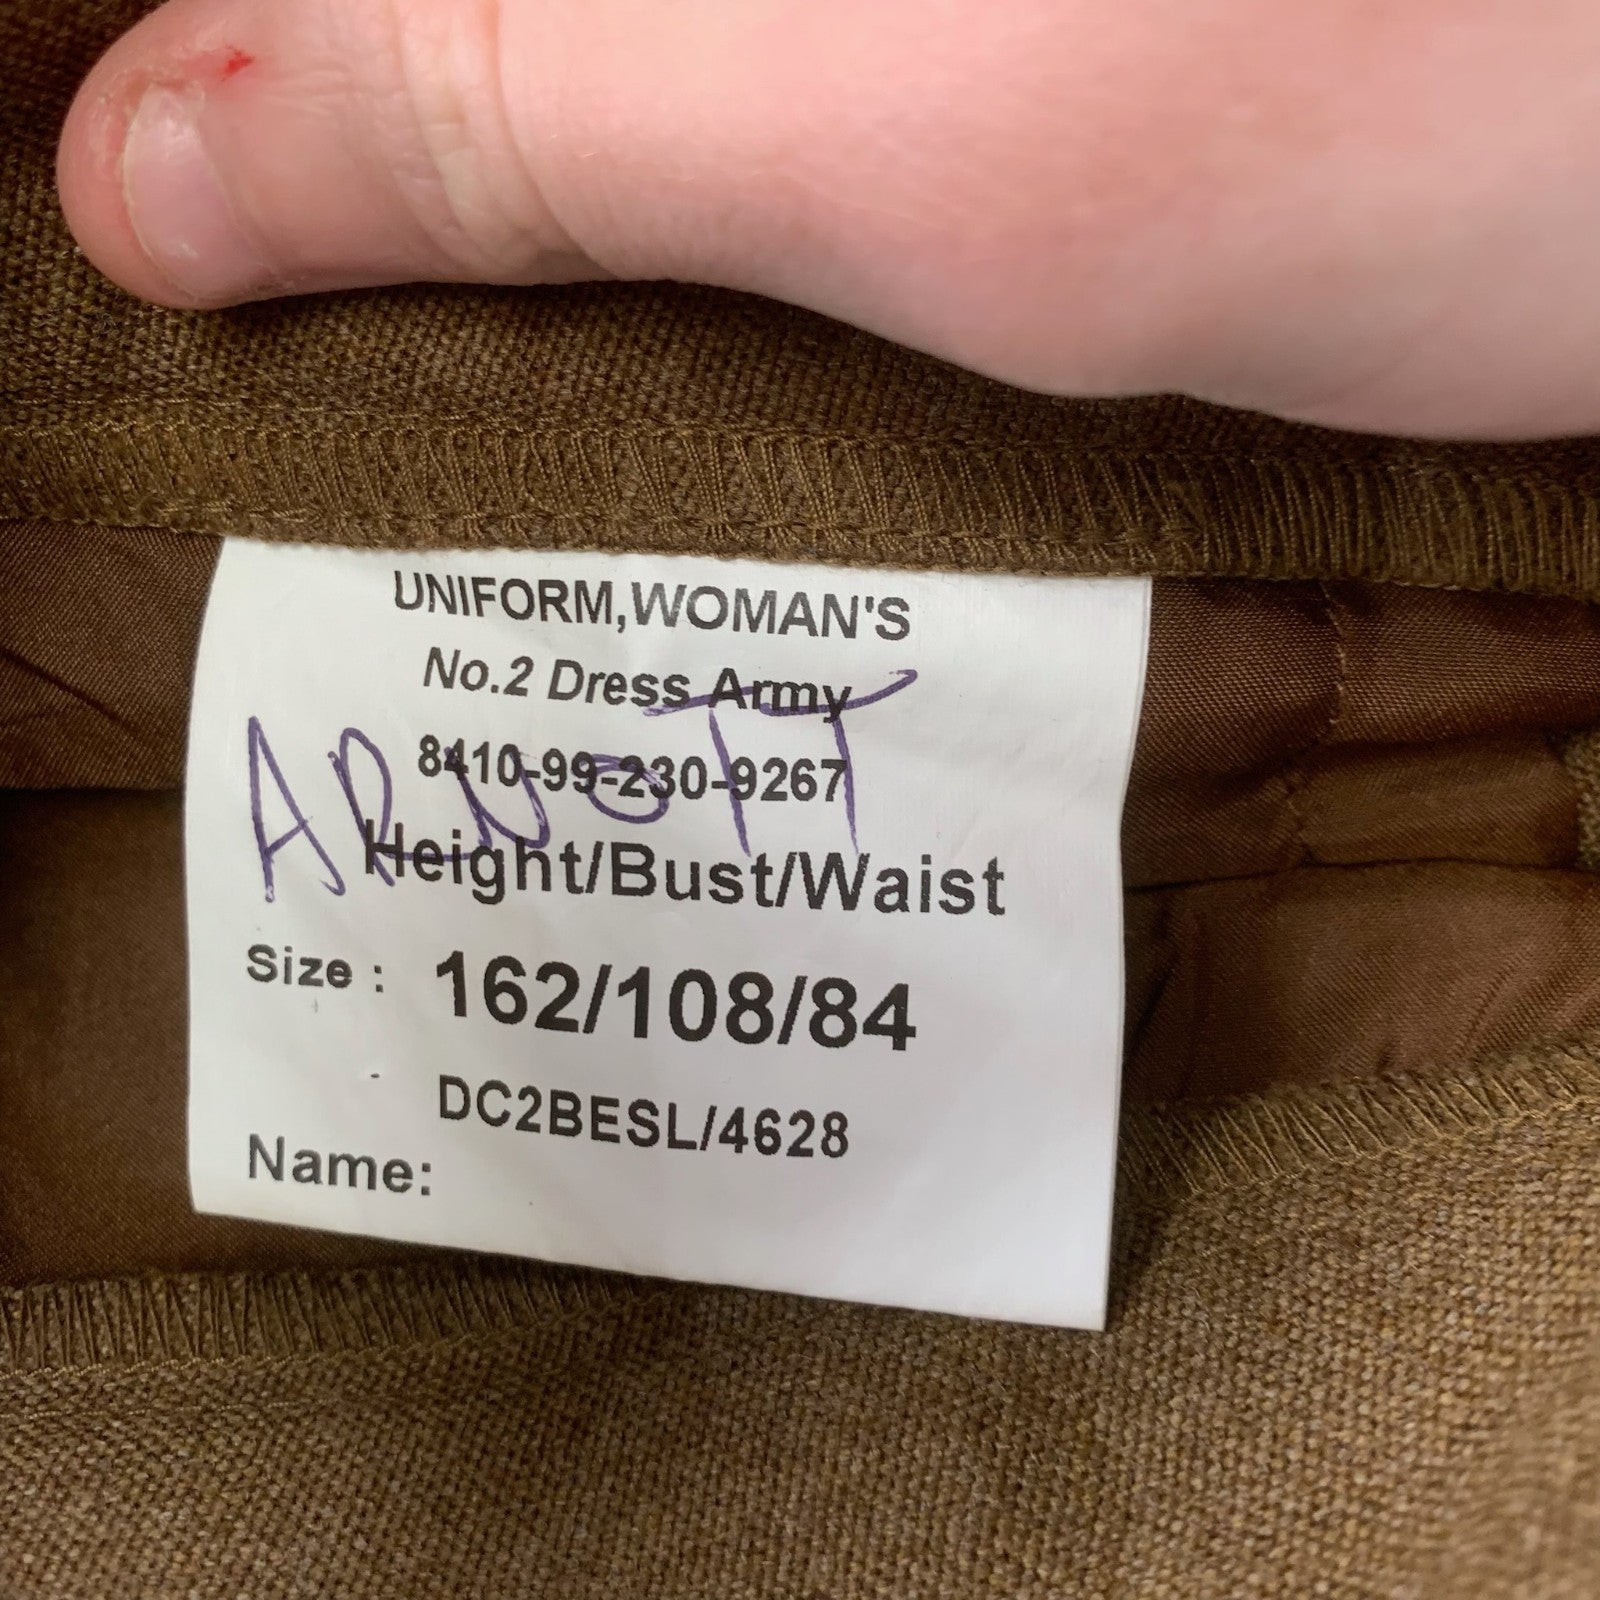 UNIFORM,WOMAN'S
No.2 Dress Army
ARNOTT
8410-99-230-9267
Height/Bust/Waist
Size : 162/108/84
DC2BESL/4628
Name: